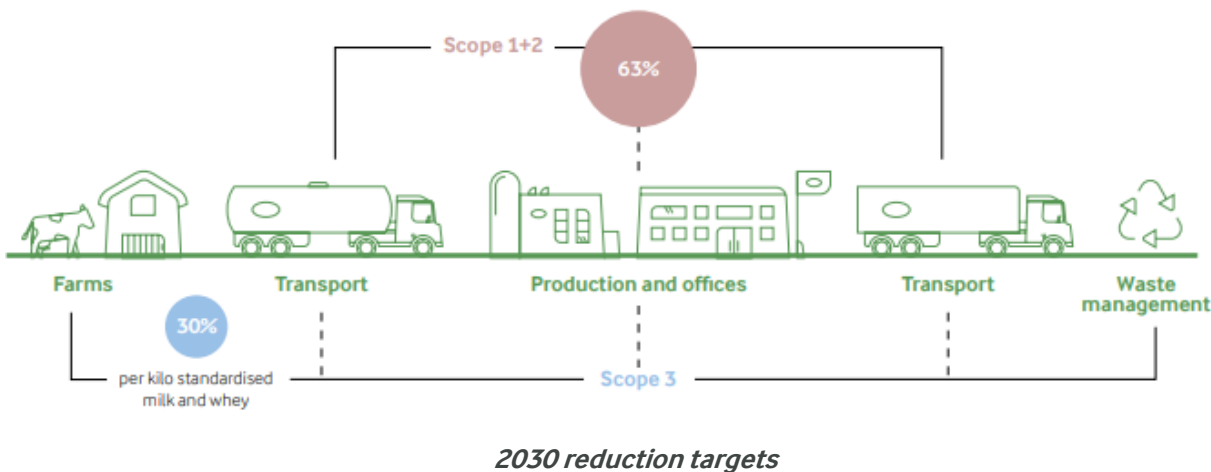 Scope 1+2
63%
Farms
Transport
Production and offices
Transport
Waste
management
30%
per kilo standardised
milk and whey
Scope 3
2030 reduction targets